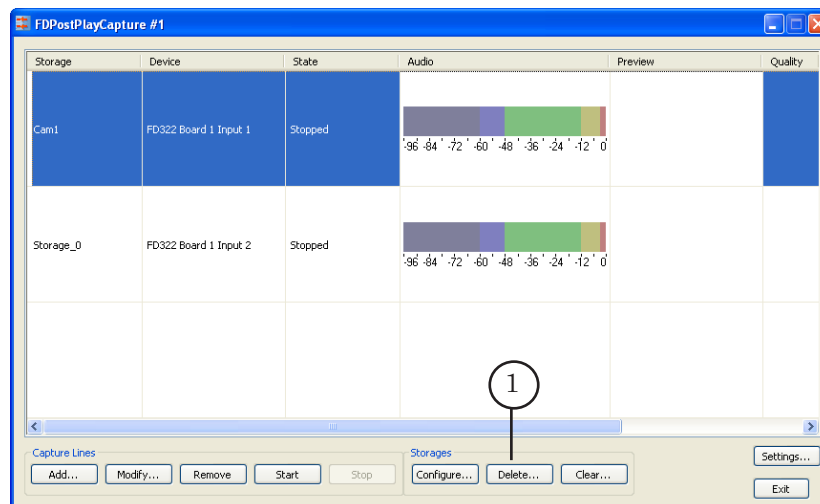 FDPostPlayCapture #1
Storage Device State Audio Preview Quality
Cam1 FD322 Board 1 Input 1 Stopped
-96 -84 -72 -60 -48 -36 -24 -12 0
Storage_0 FD322 Board 1 Input 2 Stopped
-96 -84 -72 -60 -48 -36 -24 -12 0
1
Capture Lines Storages
Settings...
Add... Modify... Remove Start Stop Configure... Delete... Clear...
Exit